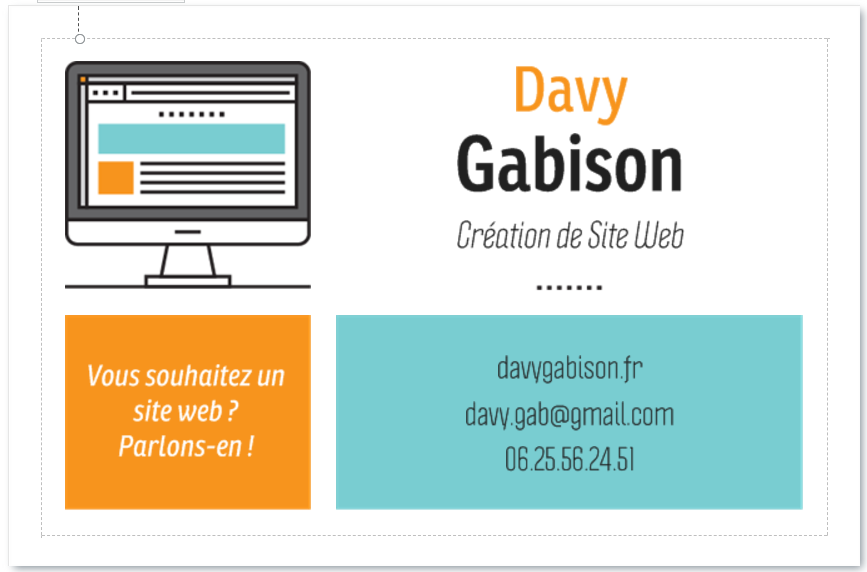 Davy
Gabison
Création de Site Web
Vous souhaitez un
site web ?
Parlons-en !
davygabison.fr
davy.gab@gmail.com
06.25.56.24.51